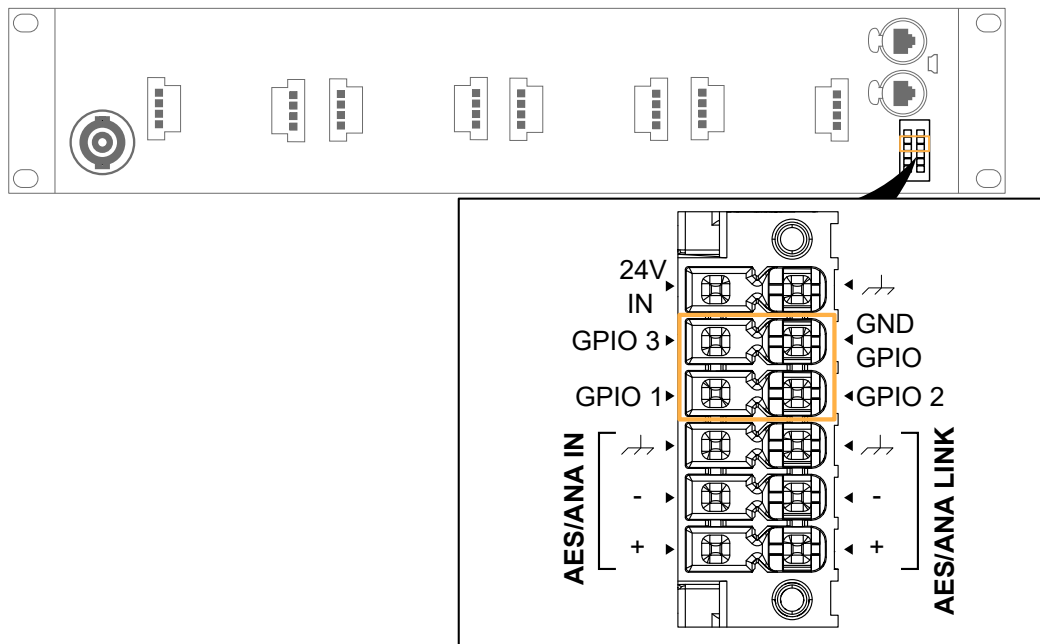 24V
IN
GPIO 3
GND
GPIO
GPIO 1
GPIO 2
AES/ANA IN
-
+
AES/ANA LINK
-
+